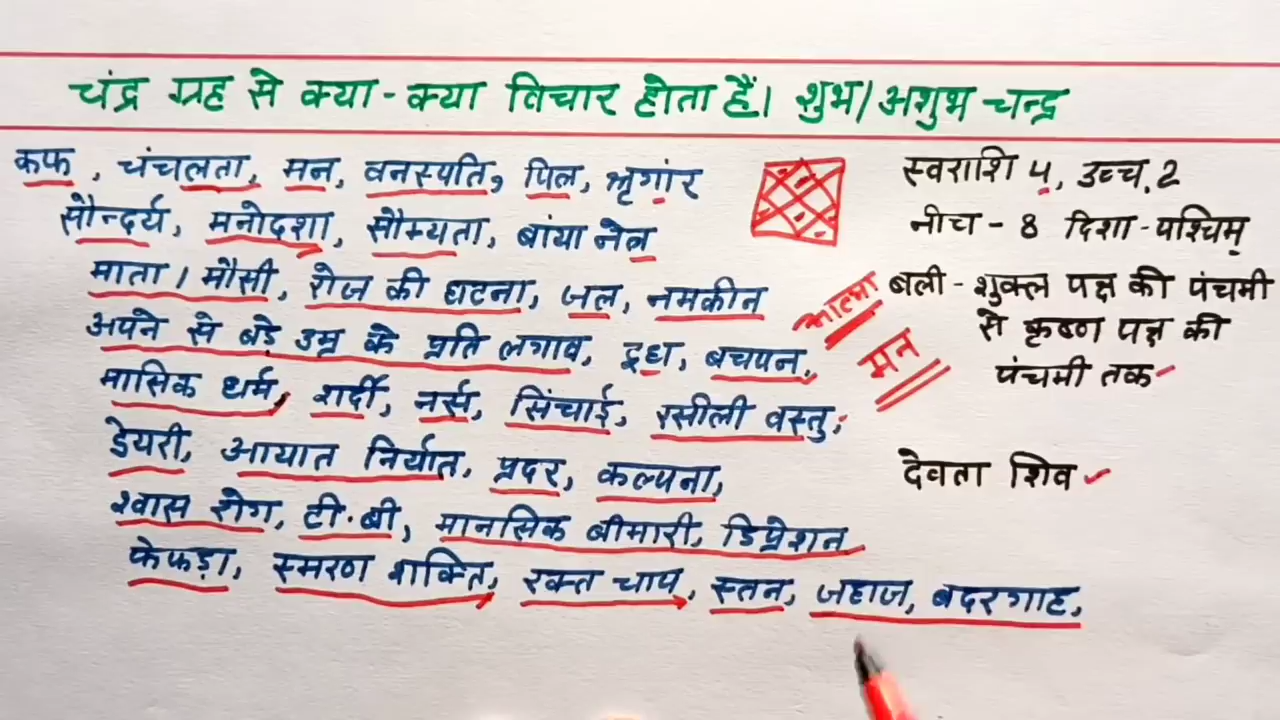 चंद्र ग्रह से क्या-क्या विचार होता हैं। शुभ/अशुभ चन्द्र
कफ, चंचलता, मन, वनस्पति, पित, श्रृगांर
सौन्दर्य, मनोदशा, सौम्यता, बांया नेत्र
माता। मौसी, रोज की घटना, जल, नमकीन
अपने से बडे़ उम्र के प्रति लगाव, दूध, बचपन,
मासिक धर्म, शर्दी, नर्स, सिंचाई, रसीली वस्तु,
डेयरी, आयात निर्यात, प्रदर, कल्पना,
श्वास रोग, टी.बी, मानसिक बीमारी, डिप्रेशन
फेफड़ा, स्मरण शक्ति, रक्त चाप, स्तन, जहाज, बदरगाह,
आत्मा
मन
स्वराशि 4, उच्च, 2
नीच - 8 दिशा-पश्चिम
बली - शुक्ल पक्ष की पंचमी
से कृष्ण पक्ष की
पंचमी तक
देवता शिव